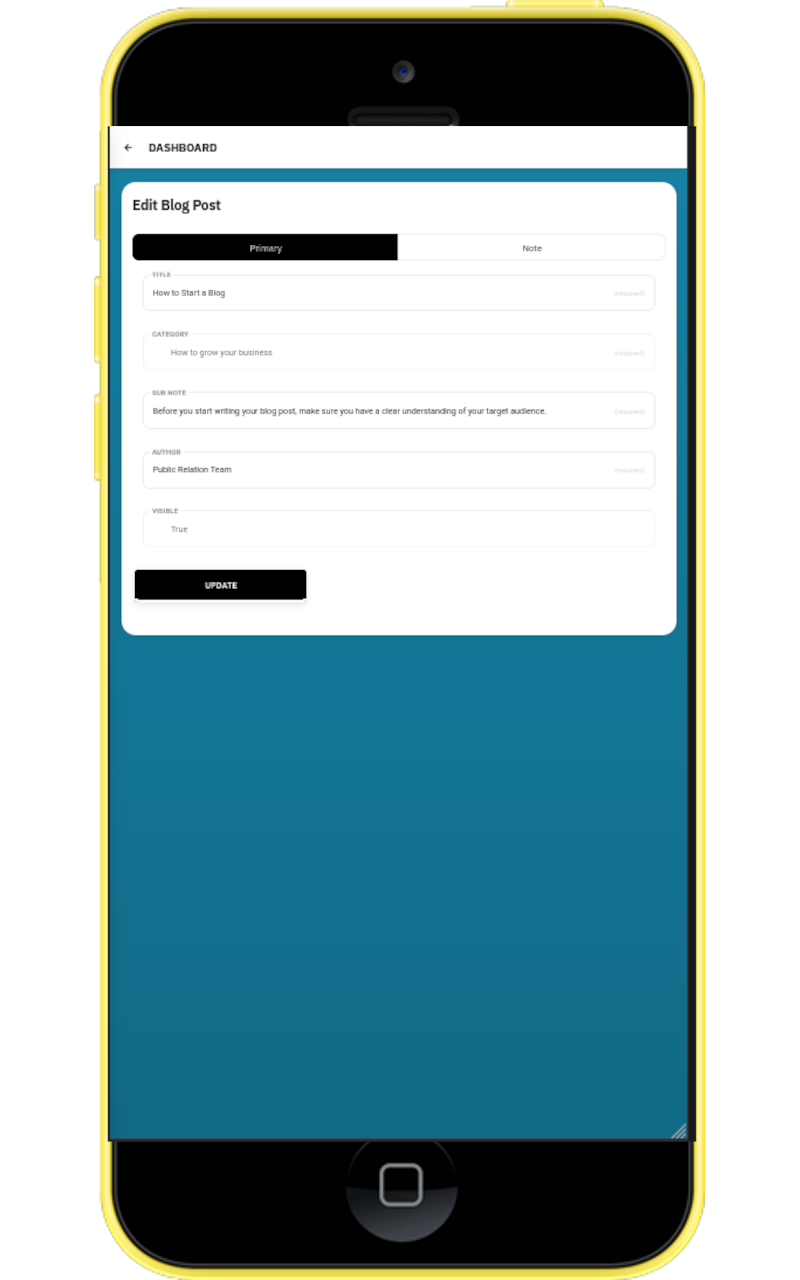 DASHBOARD
Edit Blog Post
Primary
Note
TITLE
How to Start a Blog
(required)
CATEGORY
How to grow your business
(required)
SUB NOTE
Before you start writing your blog post, make sure you have a clear understanding of your target audience.
(required)
AUTHOR
Public Relation Team
(required)
VISIBLE
True
UPDATE